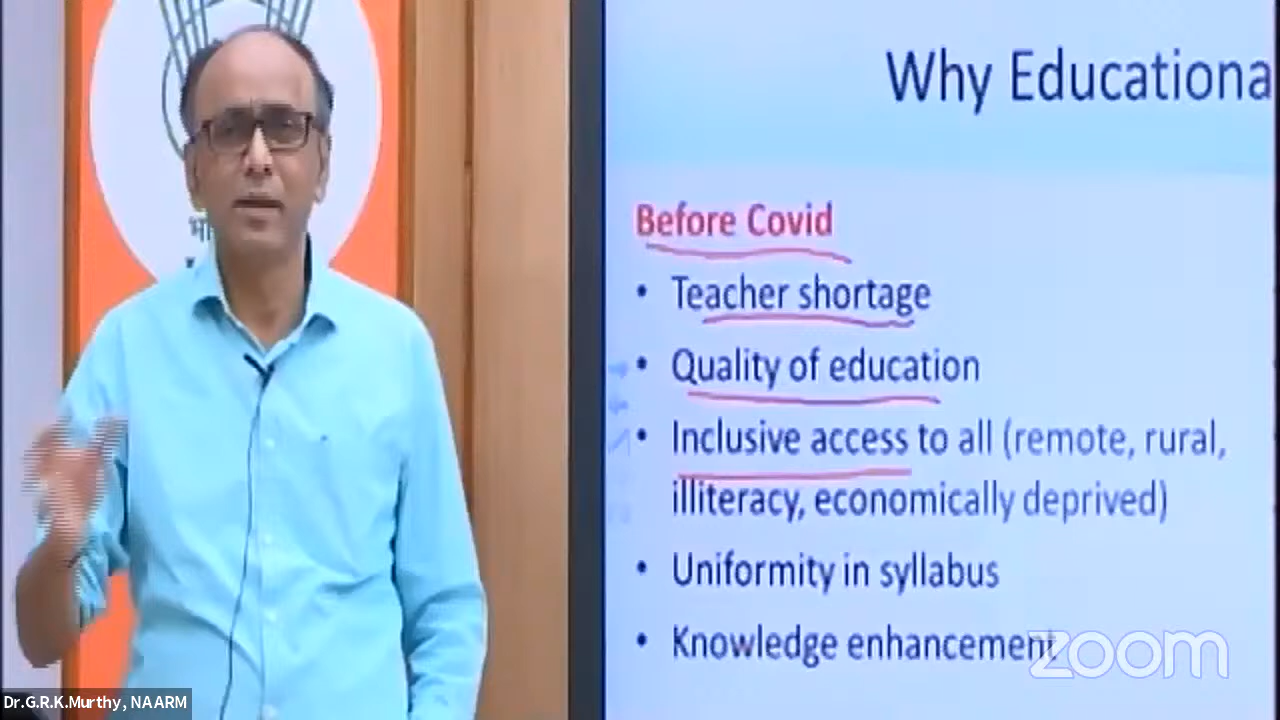 Why Educationa
Before Covid
• Teacher shortage
• Quality of education
• Inclusive access to all (remote, rural,
illiteracy, economically deprived)
• Uniformity in syllabus
• Knowledge enhancement
zoom
Dr.G.R.K.Murthy, NAARM